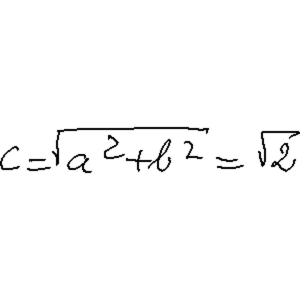 c = √(a² + b²) = √2